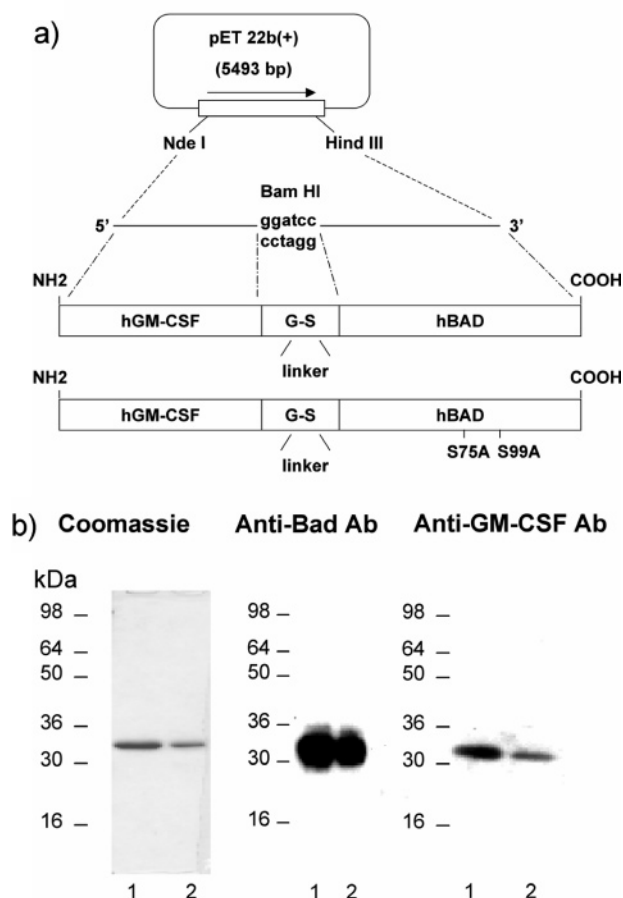 a)
pET 22b(+)
(5493 bp)
Nde I
Hind III
Bam HI
5’ ggatcc 3’
cctagg
NH2 COOH
hGM-CSF G-S hBAD
linker
NH2 COOH
hGM-CSF G-S hBAD
linker S75A S99A
b) Coomassie Anti-Bad Ab Anti-GM-CSF Ab
kDa
98 98 98
64 64 64
50 50 50
36 36 36
30 30 30
16 16 16
1 2 1 2 1 2